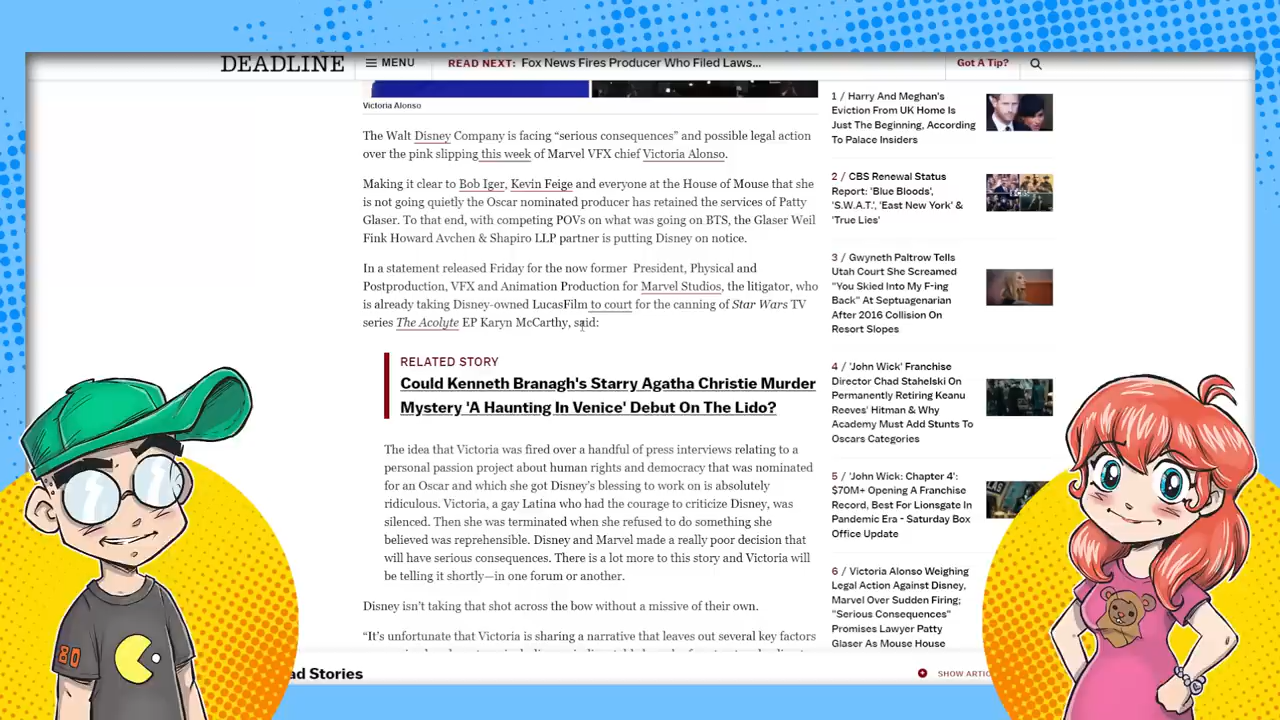 DEADLINE
MENU
READ NEXT: Fox News Fires Producer Who Filed Laws...
Got A Tip?
Victoria Alonso
The Walt Disney Company is facing “serious consequences” and possible legal action
over the pink slipping this week of Marvel VFX chief Victoria Alonso.
Making it clear to Bob Iger, Kevin Feige and everyone at the House of Mouse that she
is not going quietly the Oscar nominated producer has retained the services of Patty
Glaser. To that end, with competing POVs on what was going on BTS, the Glaser Weil
Fink Howard Avchen & Shapiro LLP partner is putting Disney on notice.
In a statement released Friday for the now former President, Physical and
Postproduction, VFX and Animation Production for Marvel Studios, the litigator, who
is already taking Disney-owned LucasFilm to court for the canning of Star Wars TV
series The Acolyte EP Karyn McCarthy, said:
RELATED STORY
Could Kenneth Branagh's Starry Agatha Christie Murder
Mystery 'A Haunting In Venice' Debut On The Lido?
The idea that Victoria was fired over a handful of press interviews relating to a
personal passion project about human rights and democracy that was nominated
for an Oscar and which she got Disney’s blessing to work on is absolutely
ridiculous. Victoria, a gay Latina who had the courage to criticize Disney, was
silenced. Then she was terminated when she refused to do something she
believed was reprehensible. Disney and Marvel made a really poor decision that
will have serious consequences. There is a lot more to this story and Victoria will
be telling it shortly—in one forum or another.
Disney isn’t taking that shot across the bow without a missive of their own.
“It’s unfortunate that Victoria is sharing a narrative that leaves out several key factors
1 / Harry And Meghan's
Eviction From UK Home Is
Just The Beginning, According
To Palace Insiders
2 / CBS Renewal Status
Report: 'Blue Bloods',
'S.W.A.T.', 'East New York' &
'True Lies'
3 / Gwyneth Paltrow Tells
Utah Court She Screamed
"You Skied Into My F-ing
Back" At Septuagenarian
After 2016 Collision On
Resort Slopes
4 / 'John Wick' Franchise
Director Chad Stahelski On
Permanently Retiring Keanu
Reeves' Hitman & Why
Academy Must Add Stunts To
Oscars Categories
5 / 'John Wick: Chapter 4':
$70M+ Opening A Franchise
Record, Best For Lionsgate In
Pandemic Era - Saturday Box
Office Update
6 / Victoria Alonso Weighing
Legal Action Against Disney,
Marvel Over Sudden Firing;
"Serious Consequences"
Promises Lawyer Patty
Glaser As Mouse House
ad Stories
SHOW ARTIC
80